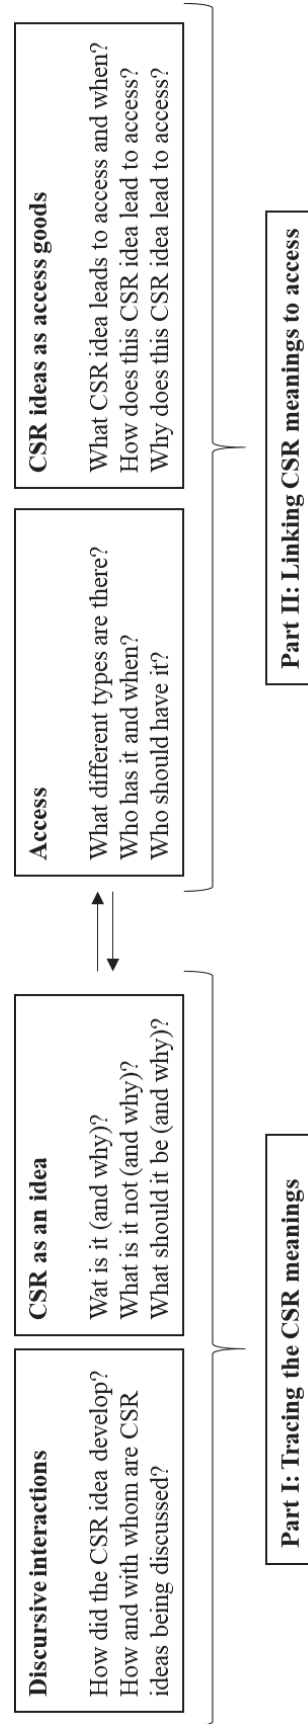 Discursive interactions
How did the CSR idea develop?
How and with whom are CSR
ideas being discussed?
CSR as an idea
Wat is it (and why)?
What is it not (and why)?
What should it be (and why)?
Access
What different types are there?
Who has it and when?
Who should have it?
CSR ideas as access goods
What CSR idea leads to access and when?
How does this CSR idea lead to access?
Why does this CSR idea lead to access?
Part I: Tracing the CSR meanings
Part II: Linking CSR meanings to access